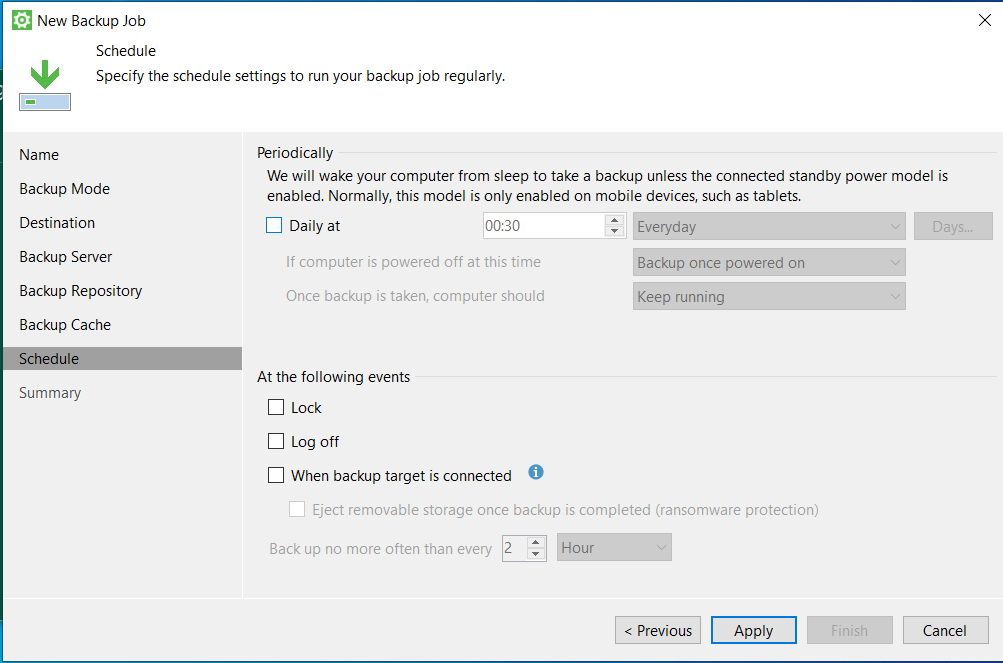 New Backup Job
Schedule
Specify the schedule settings to run your backup job regularly.
Name
Backup Mode
Destination
Backup Server
Backup Repository
Backup Cache
Schedule
Summary
Periodically
We will wake your computer from sleep to take a backup unless the connected standby power model is
enabled. Normally, this model is only enabled on mobile devices, such as tablets.
Daily at 00:30 Everyday Days...
If computer is powered off at this time Backup once powered on
Once backup is taken, computer should Keep running
At the following events
Lock
Log off
When backup target is connected
Eject removable storage once backup is completed (ransomware protection)
Back up no more often than every 2 Hour
< Previous Apply Finish Cancel